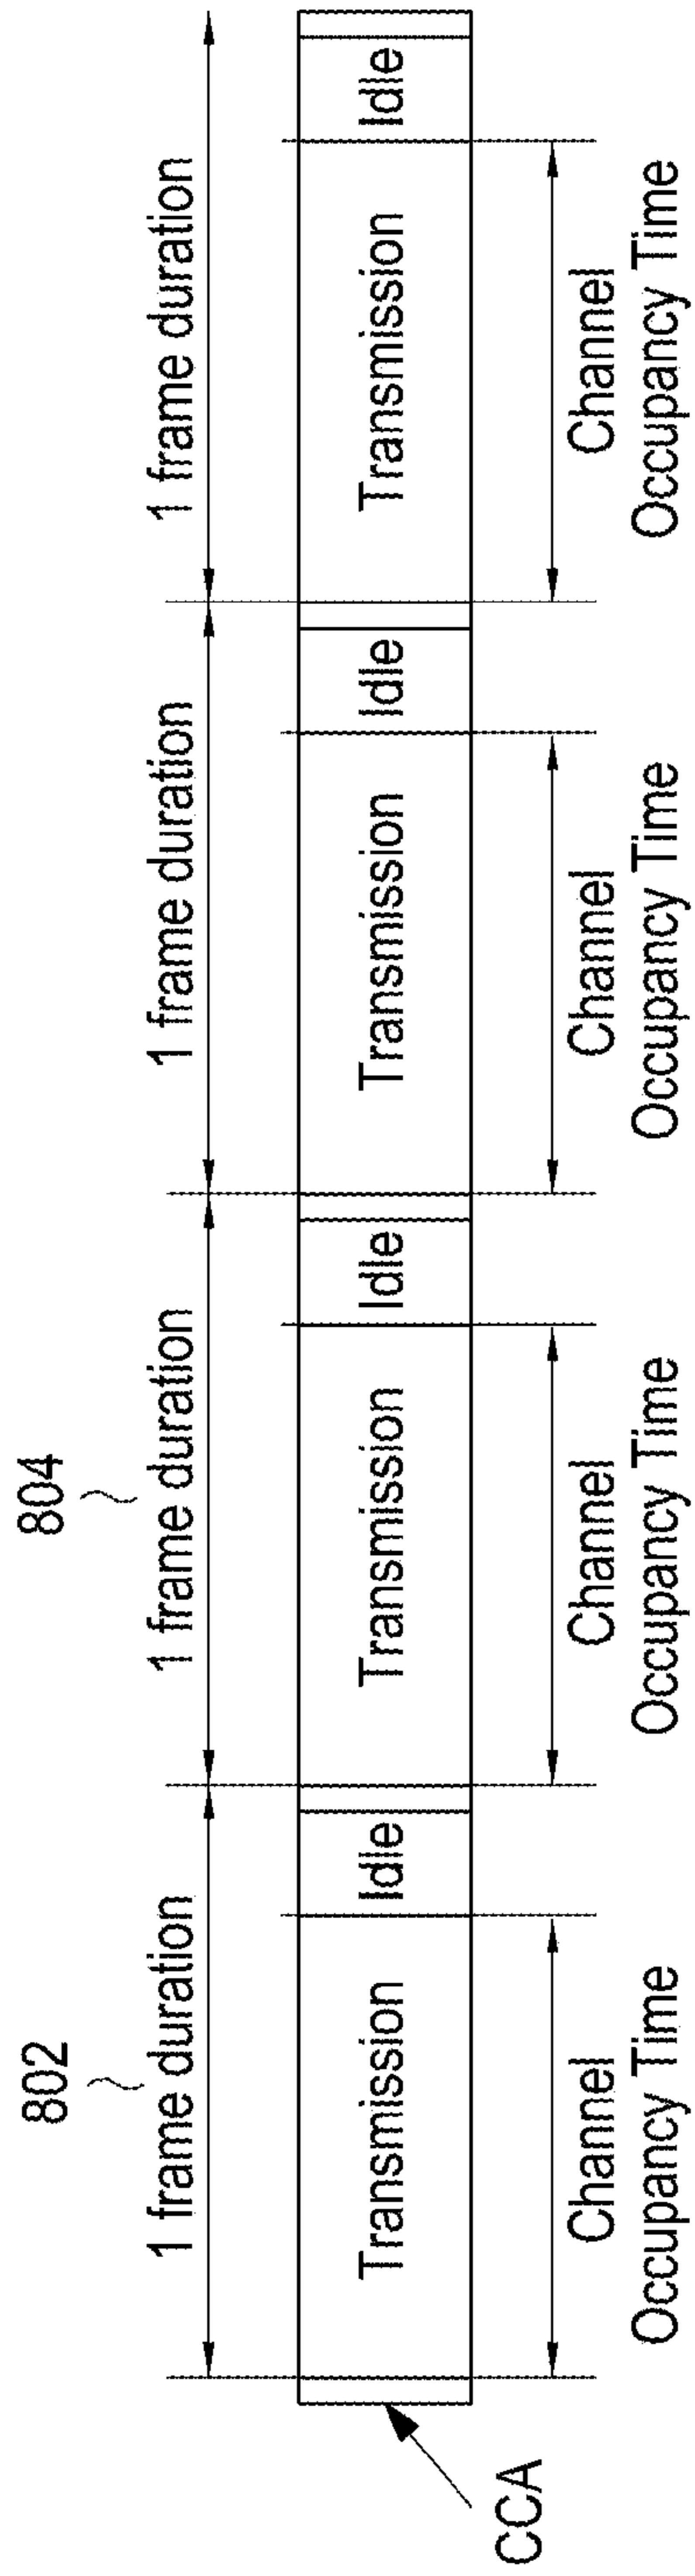 802
804
1 frame duration
1 frame duration
1 frame duration
1 frame duration
Transmission
Idle
Transmission
Idle
Transmission
Idle
Transmission
Idle
CCA
Channel
Occupancy Time
Channel
Occupancy Time
Channel
Occupancy Time
Channel
Occupancy Time